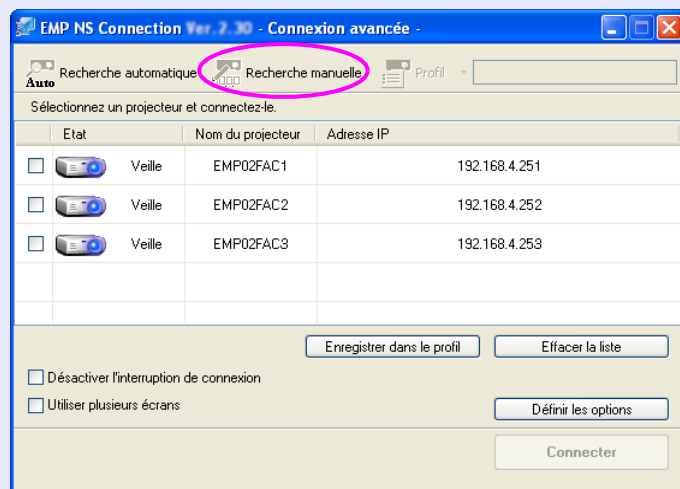 EMP NS Connection Ver. 2.30 - Connexion avancée -
Auto Recherche automatique Recherche manuelle Profil
Sélectionnez un projecteur et connectez-le.
Etat Nom du projecteur Adresse IP
Veille EMP02FAC1 192.168.4.251
Veille EMP02FAC2 192.168.4.252
Veille EMP02FAC3 192.168.4.253
Enregistrer dans le profil Effacer la liste
Désactiver l'interruption de connexion
Utiliser plusieurs écrans Définir les options
Connecter